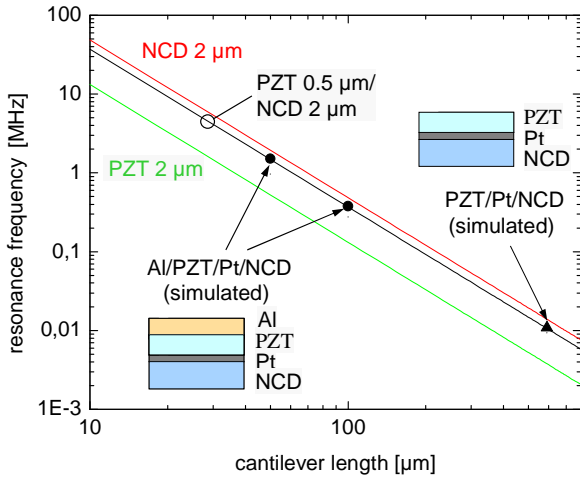 100
NCD 2 µm
PZT 0.5 µm/
NCD 2 µm
10
PZT
Pt
NCD
1
PZT 2 µm
PZT/Pt/NCD
(simulated)
0,1
Al/PZT/Pt/NCD
(simulated)
0,01
Al
PZT
Pt
NCD
1E-3
10
100
resonance frequency [MHz]
cantilever length [µm]